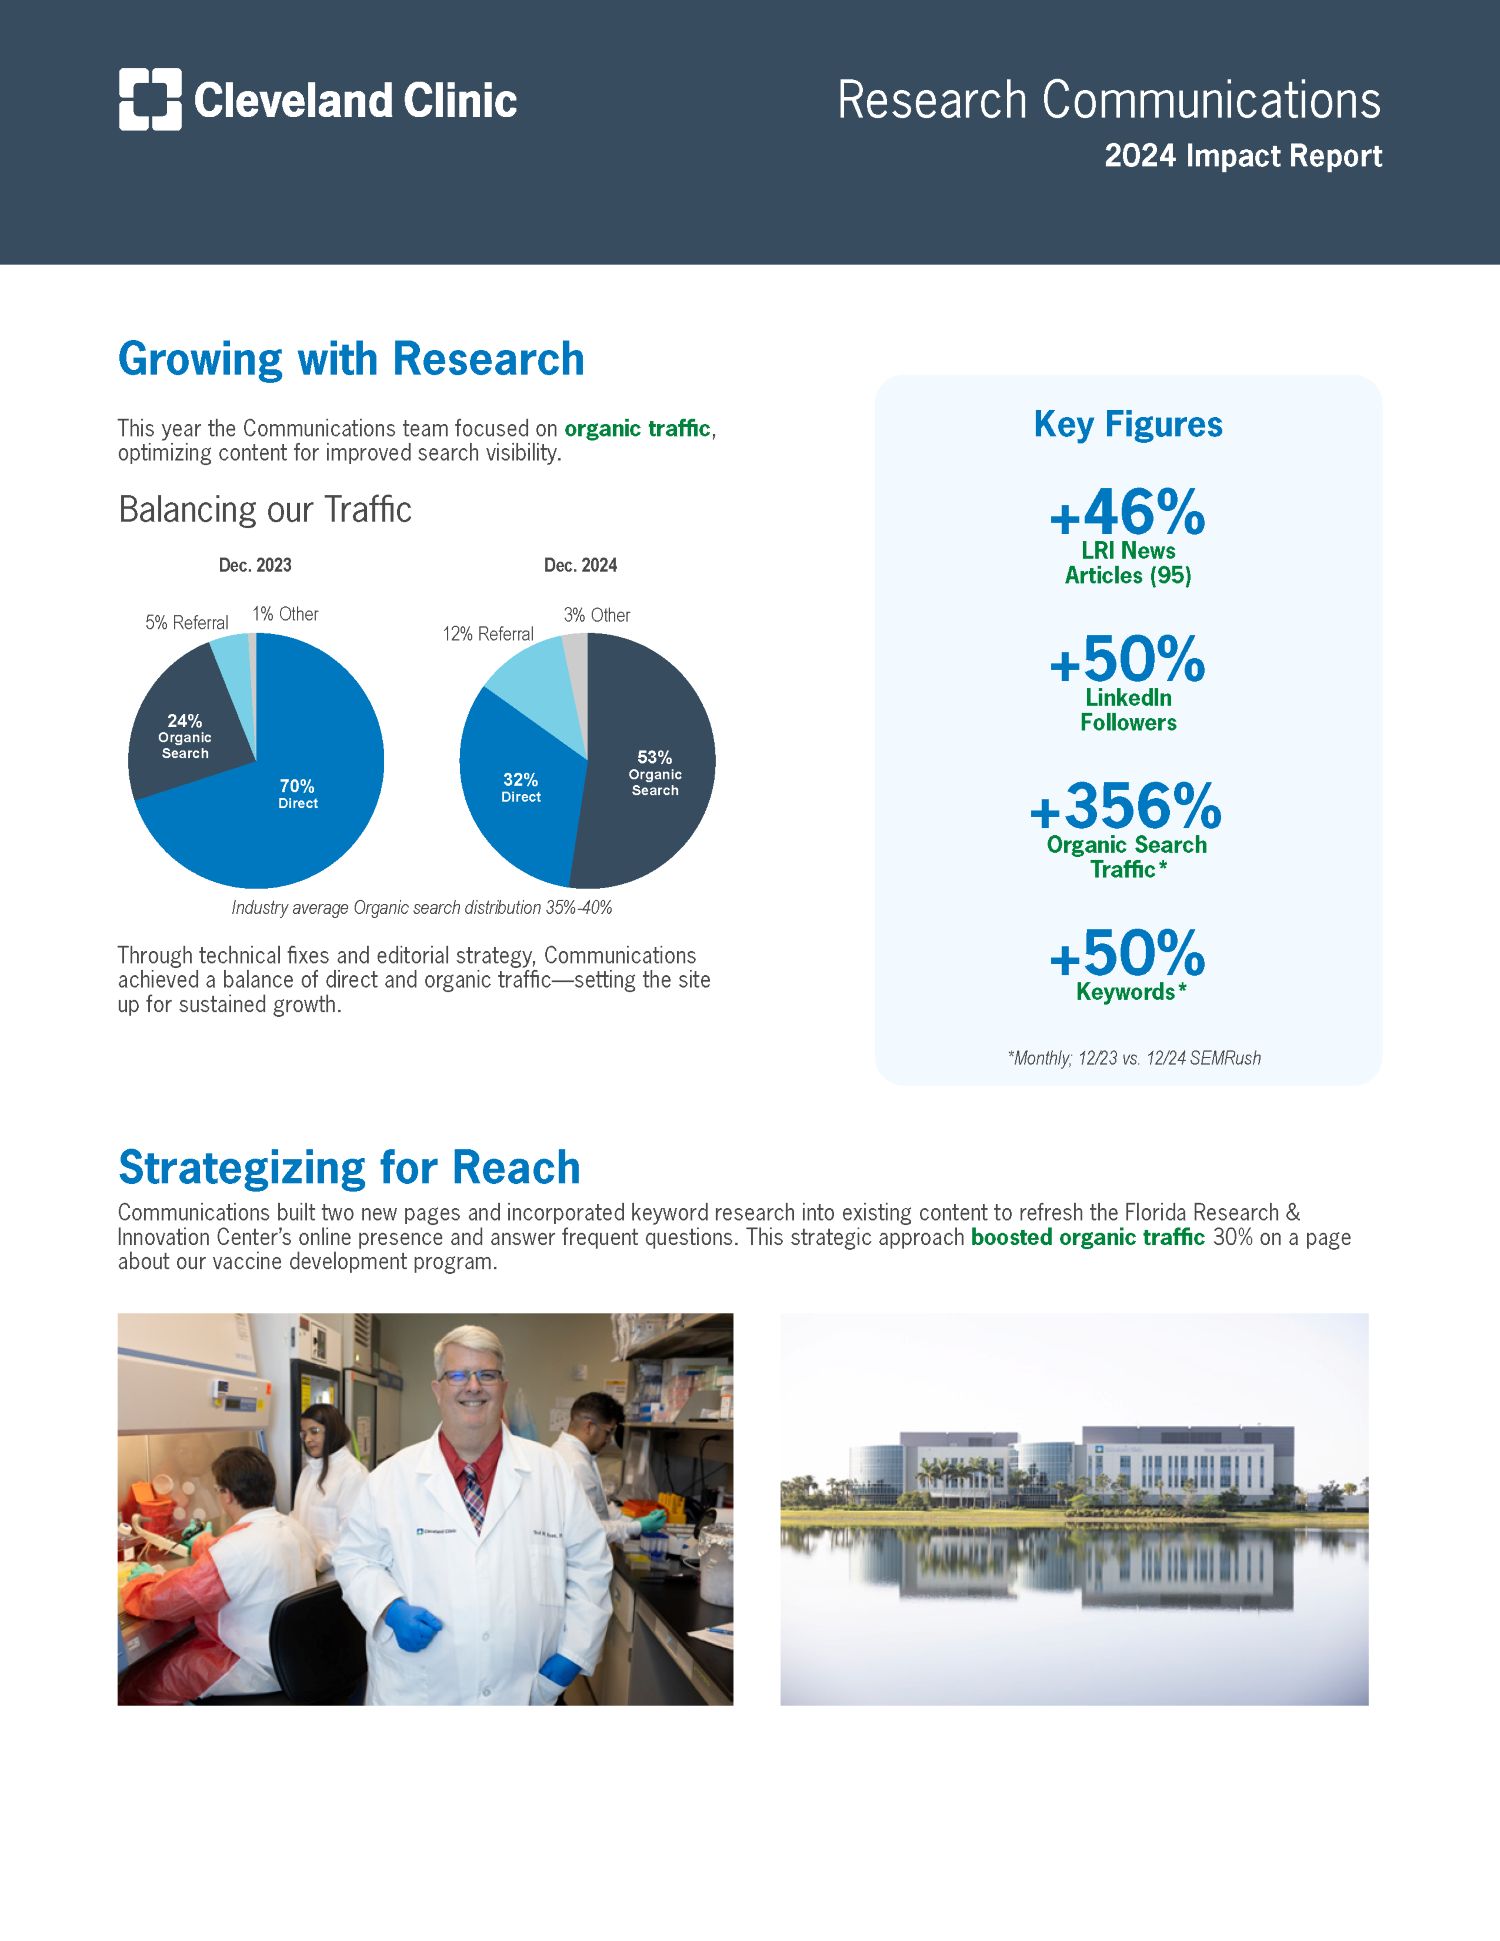 Cleveland Clinic
Research Communications
2024 Impact Report
Growing with Research
This year the Communications team focused on organic traffic,
optimizing content for improved search visibility.
Balancing our Traffic
Dec. 2023
5% Referral
1% Other
24%
Organic
Search
70%
Direct
Dec. 2024
12% Referral
3% Other
32%
Direct
53%
Organic
Search
Industry average Organic search distribution 35%-40%
Through technical fixes and editorial strategy, Communications
achieved a balance of direct and organic traffic—setting the site
up for sustained growth.
Key Figures
+46%
LRI News
Articles (95)
+50%
LinkedIn
Followers
+356%
Organic Search
Traffic*
+50%
Keywords*
*Monthly; 12/23 vs. 12/24 SEMRush
Strategizing for Reach
Communications built two new pages and incorporated keyword research into existing content to refresh the Florida Research &
Innovation Center’s online presence and answer frequent questions. This strategic approach boosted organic traffic 30% on a page
about our vaccine development program.
Cleveland Clinic